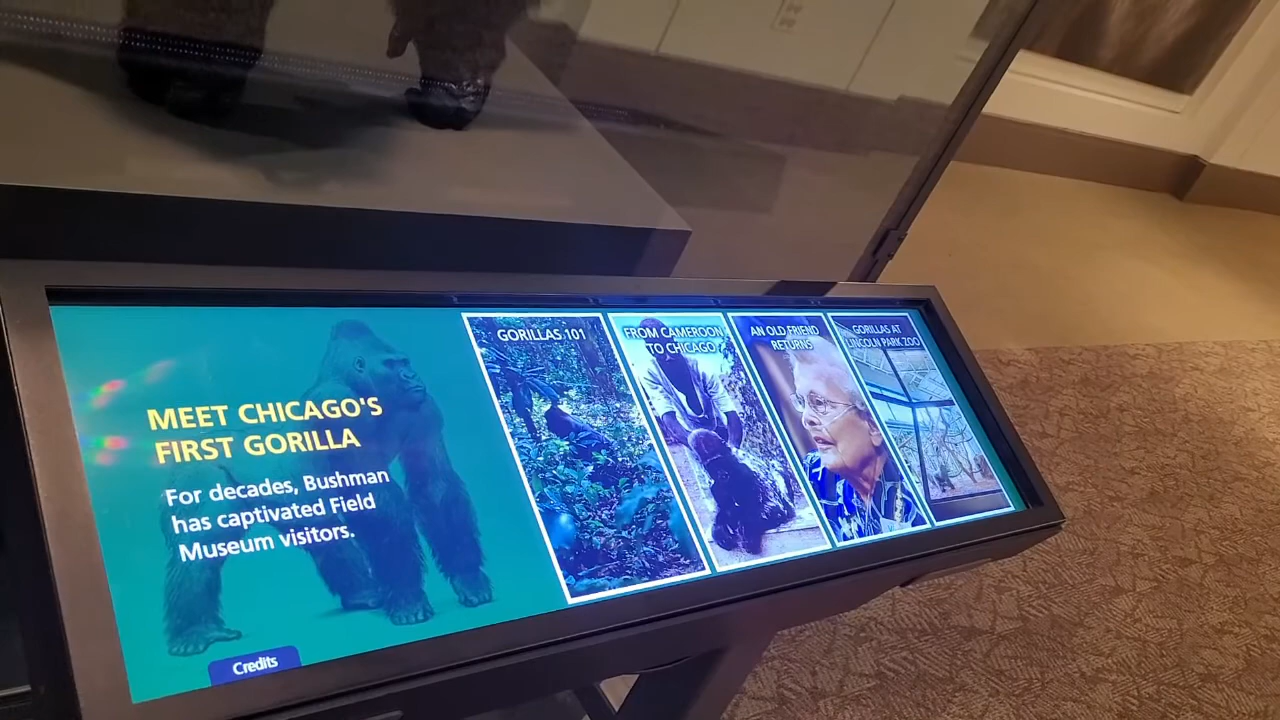 MEET CHICAGO'S
FIRST GORILLA
For decades, Bushman
has captivated Field
Museum visitors.
Credits
GORILLAS 101
FROM CAMEROON
TO CHICAGO
AN OLD FRIEND
RETURNS
GORILLAS AT
LINCOLN PARK ZOO